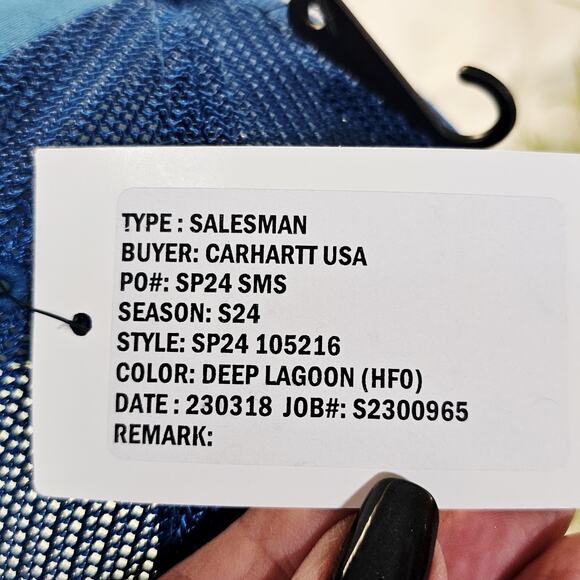 TYPE : SALESMAN
BUYER: CARHARTT USA
PO#: SP24 SMS
SEASON: S24
STYLE: SP24 105216
COLOR: DEEP LAGOON (HF0)
DATE : 230318 JOB#: S2300965
REMARK: